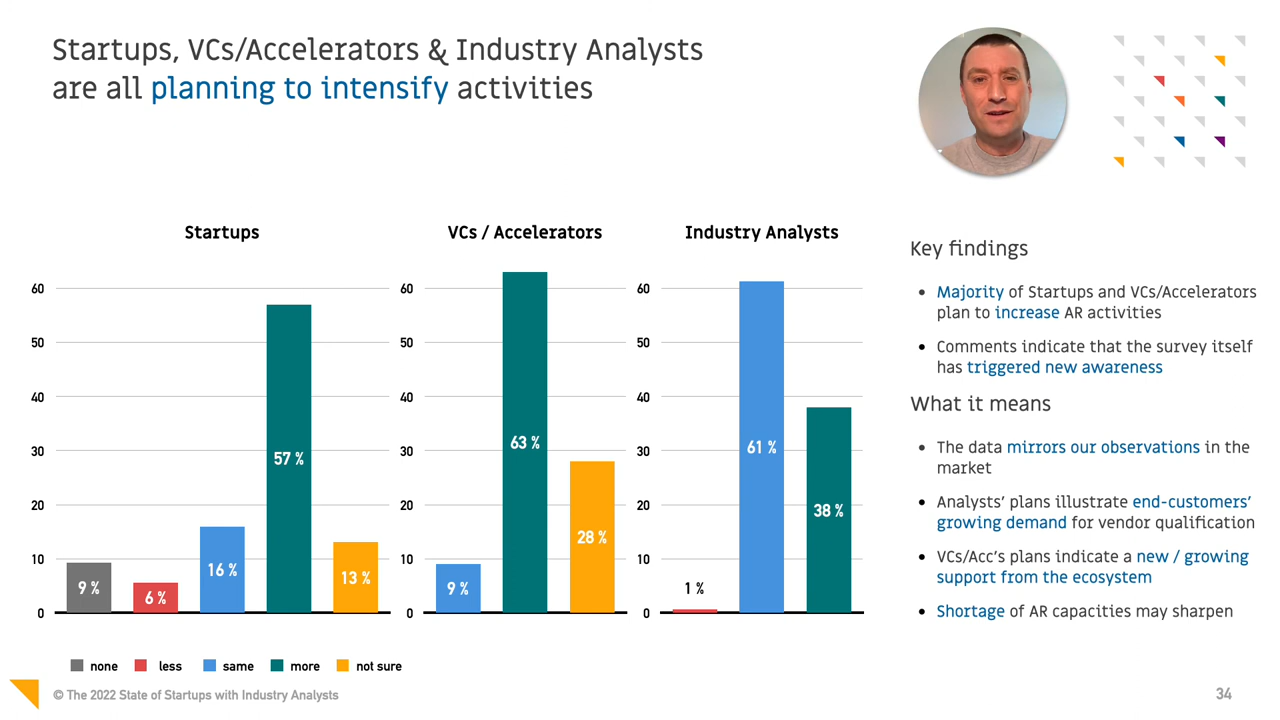 Startups, VCs/Accelerators & Industry Analysts
are all planning to intensify activities
Startups
60
50
40
30
20
10
0
9 %
6 %
16 %
57 %
13 %
VCs / Accelerators
60
50
40
30
20
10
0
9 %
63 %
28 %
Industry Analysts
60
50
40
30
20
10
0
1 %
61 %
38 %
none
less
same
more
not sure
Key findings
• Majority of Startups and VCs/Accelerators
plan to increase AR activities
• Comments indicate that the survey itself
has triggered new awareness
What it means
• The data mirrors our observations in the
market
• Analysts’ plans illustrate end-customers’
growing demand for vendor qualification
• VCs/Acc’s plans indicate a new / growing
support from the ecosystem
• Shortage of AR capacities may sharpen
© The 2022 State of Startups with Industry Analysts
34